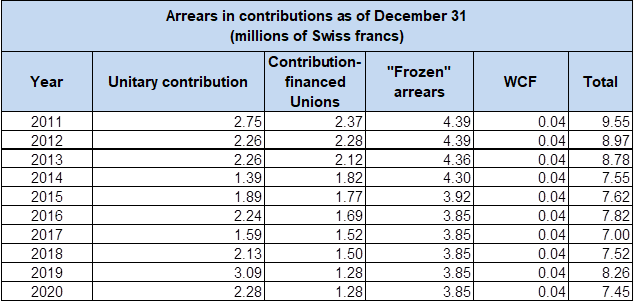 Arrears in contributions as of December 31
(millions of Swiss francs)
Year Unitary contribution Contribution-financed Unions "Frozen" arrears WCF Total
2011 2.75 2.37 4.39 0.04 9.55
2012 2.26 2.28 4.39 0.04 8.97
2013 2.26 2.12 4.36 0.04 8.78
2014 1.39 1.82 4.30 0.04 7.55
2015 1.89 1.77 3.92 0.04 7.62
2016 2.24 1.69 3.85 0.04 7.82
2017 1.59 1.52 3.85 0.04 7.00
2018 2.13 1.50 3.85 0.04 7.52
2019 3.09 1.28 3.85 0.04 8.26
2020 2.28 1.28 3.85 0.04 7.45